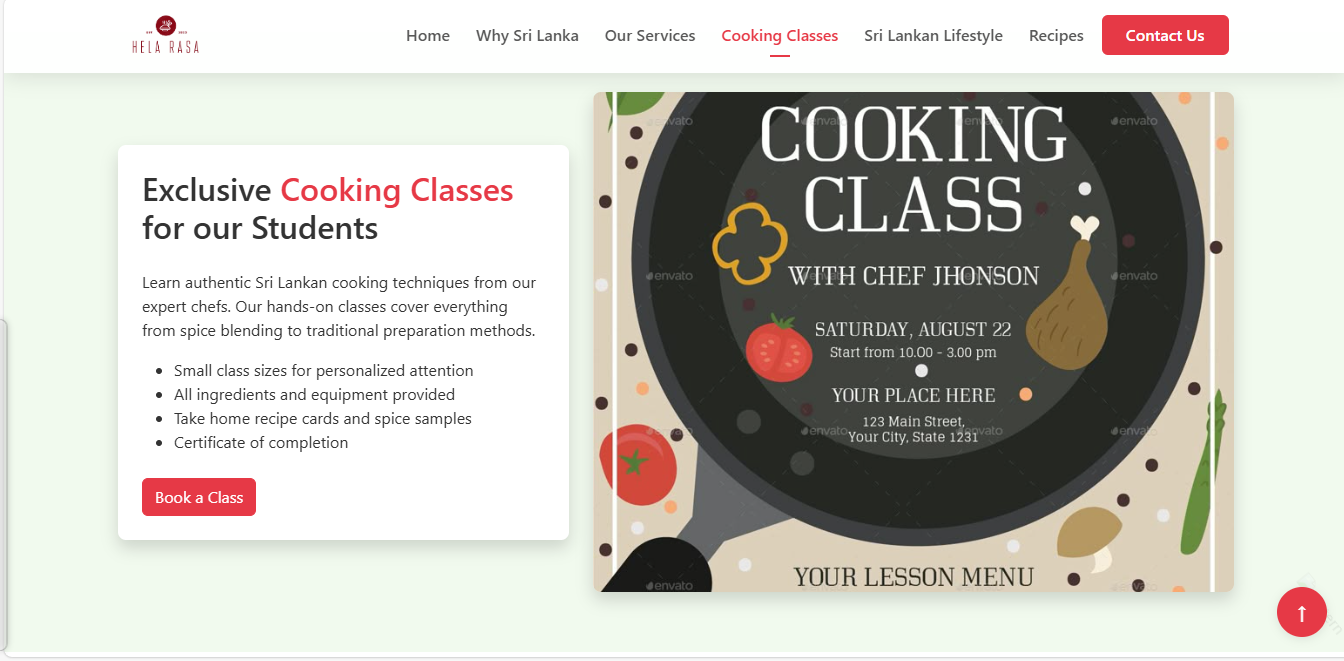 HELA RASA
Home
Why Sri Lanka
Our Services
Cooking Classes
Sri Lankan Lifestyle
Recipes
Contact Us
Exclusive Cooking Classes
for our Students
Learn authentic Sri Lankan cooking techniques from our
expert chefs. Our hands-on classes cover everything
from spice blending to traditional preparation methods.
Small class sizes for personalized attention
All ingredients and equipment provided
Take home recipe cards and spice samples
Certificate of completion
Book a Class
COOKING
CLASS
WITH CHEF JHONSON
SATURDAY, AUGUST 22
Start from 10.00 - 3.00 pm
YOUR PLACE HERE
123 Main Street,
Your City, State 1231
YOUR LESSON MENU
envato
envato
envato
envato
envato
envato
envato
envato
envato
envato
envato
envato
envato